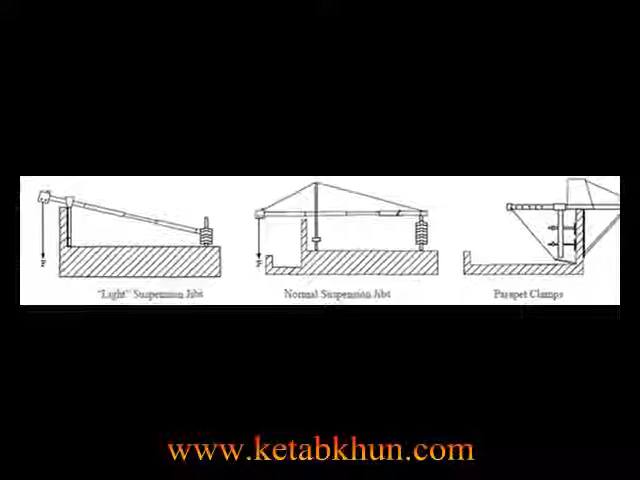 "Light" Suspension Jibs
Normal Suspension Jibs
Parapet Clamps
www.ketabkhun.com